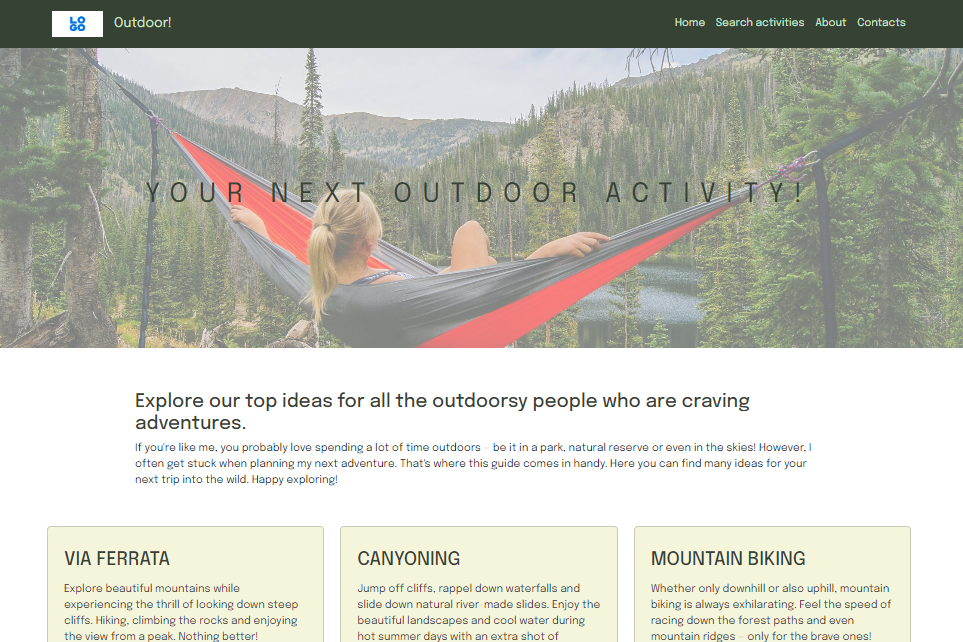 LO
GO
Outdoor!
Home Search activities About Contacts
YOUR NEXT OUTDOOR ACTIVITY!
Explore our top ideas for all the outdoorsy people who are craving
adventures.
If you're like me, you probably love spending a lot of time outdoors – be it in a park, natural reserve or even in the skies! However, I
often get stuck when planning my next adventure. That's where this guide comes in handy. Here you can find many ideas for your
next trip into the wild. Happy exploring!
VIA FERRATA
Explore beautiful mountains while
experiencing the thrill of looking down steep
cliffs. Hiking, climbing the rocks and enjoying
the view from a peak. Nothing better!
CANYONING
Jump off cliffs, rappel down waterfalls and
slide down natural river-made slides. Enjoy the
beautiful landscapes and cool water during
hot summer days with an extra shot of
MOUNTAIN BIKING
Whether only downhill or also uphill, mountain
biking is always exhilarating. Feel the speed of
racing down the forest paths and even
mountain ridges – only for the brave ones!